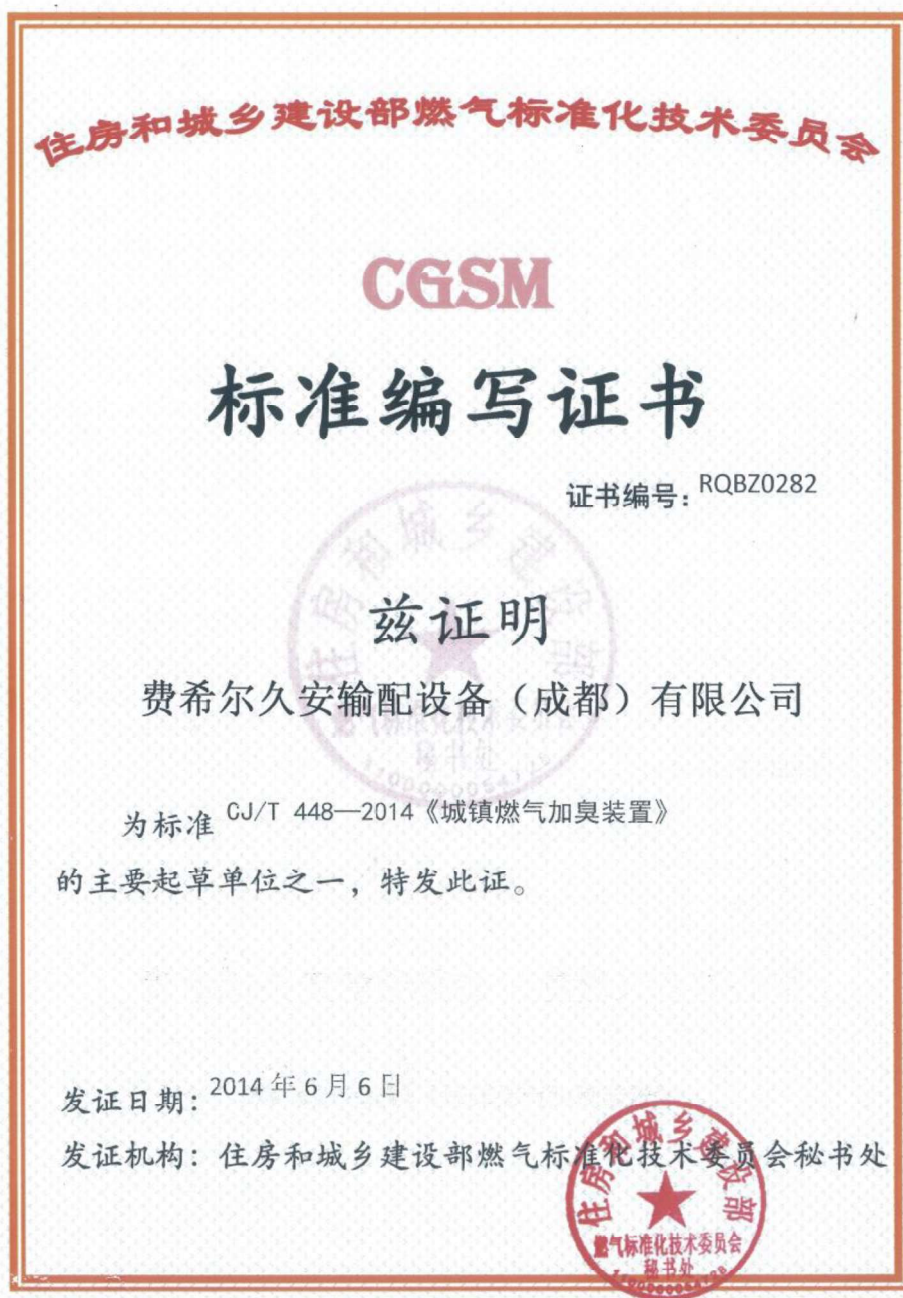 住房和城乡建设部燃气标准化技术委员会
CGSM
标准编写证书
证书编号：RQBZ0282
兹证明
费希尔久安输配设备（成都）有限公司
为标准 CJ/T 448—2014《城镇燃气加臭装置》
的主要起草单位之一，特发此证。
发证日期：2014 年 6 月 6 日
发证机构：住房和城乡建设部燃气标准化技术委员会秘书处
住房和城乡建设部
燃气标准化技术委员会
秘书处